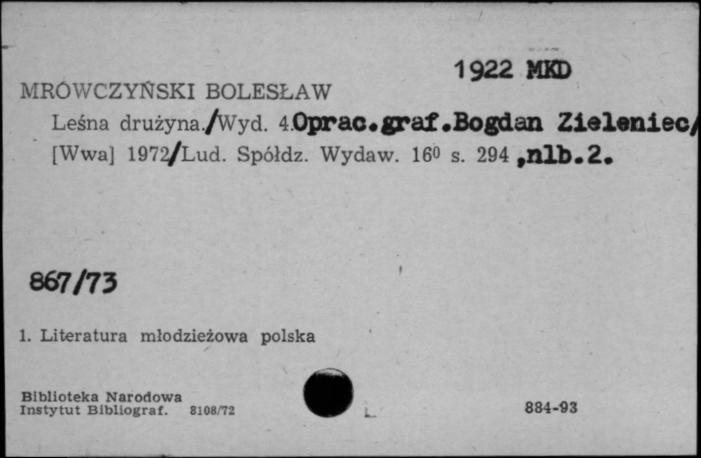 1922 MKD
MRÓWCZYŃSKI BOLESŁAW
Leśna drużyna./Wyd. 4.Oprac.graf.Bogdan Zieleniec/
[Wwa] 1972/Lud. Spółdz. Wydaw. 16⁰ s. 294 ,nlb.2.
867/73
1. Literatura młodzieżowa polska
Biblioteka Narodowa
Instytut Bibliograf. 8108/72
884-93